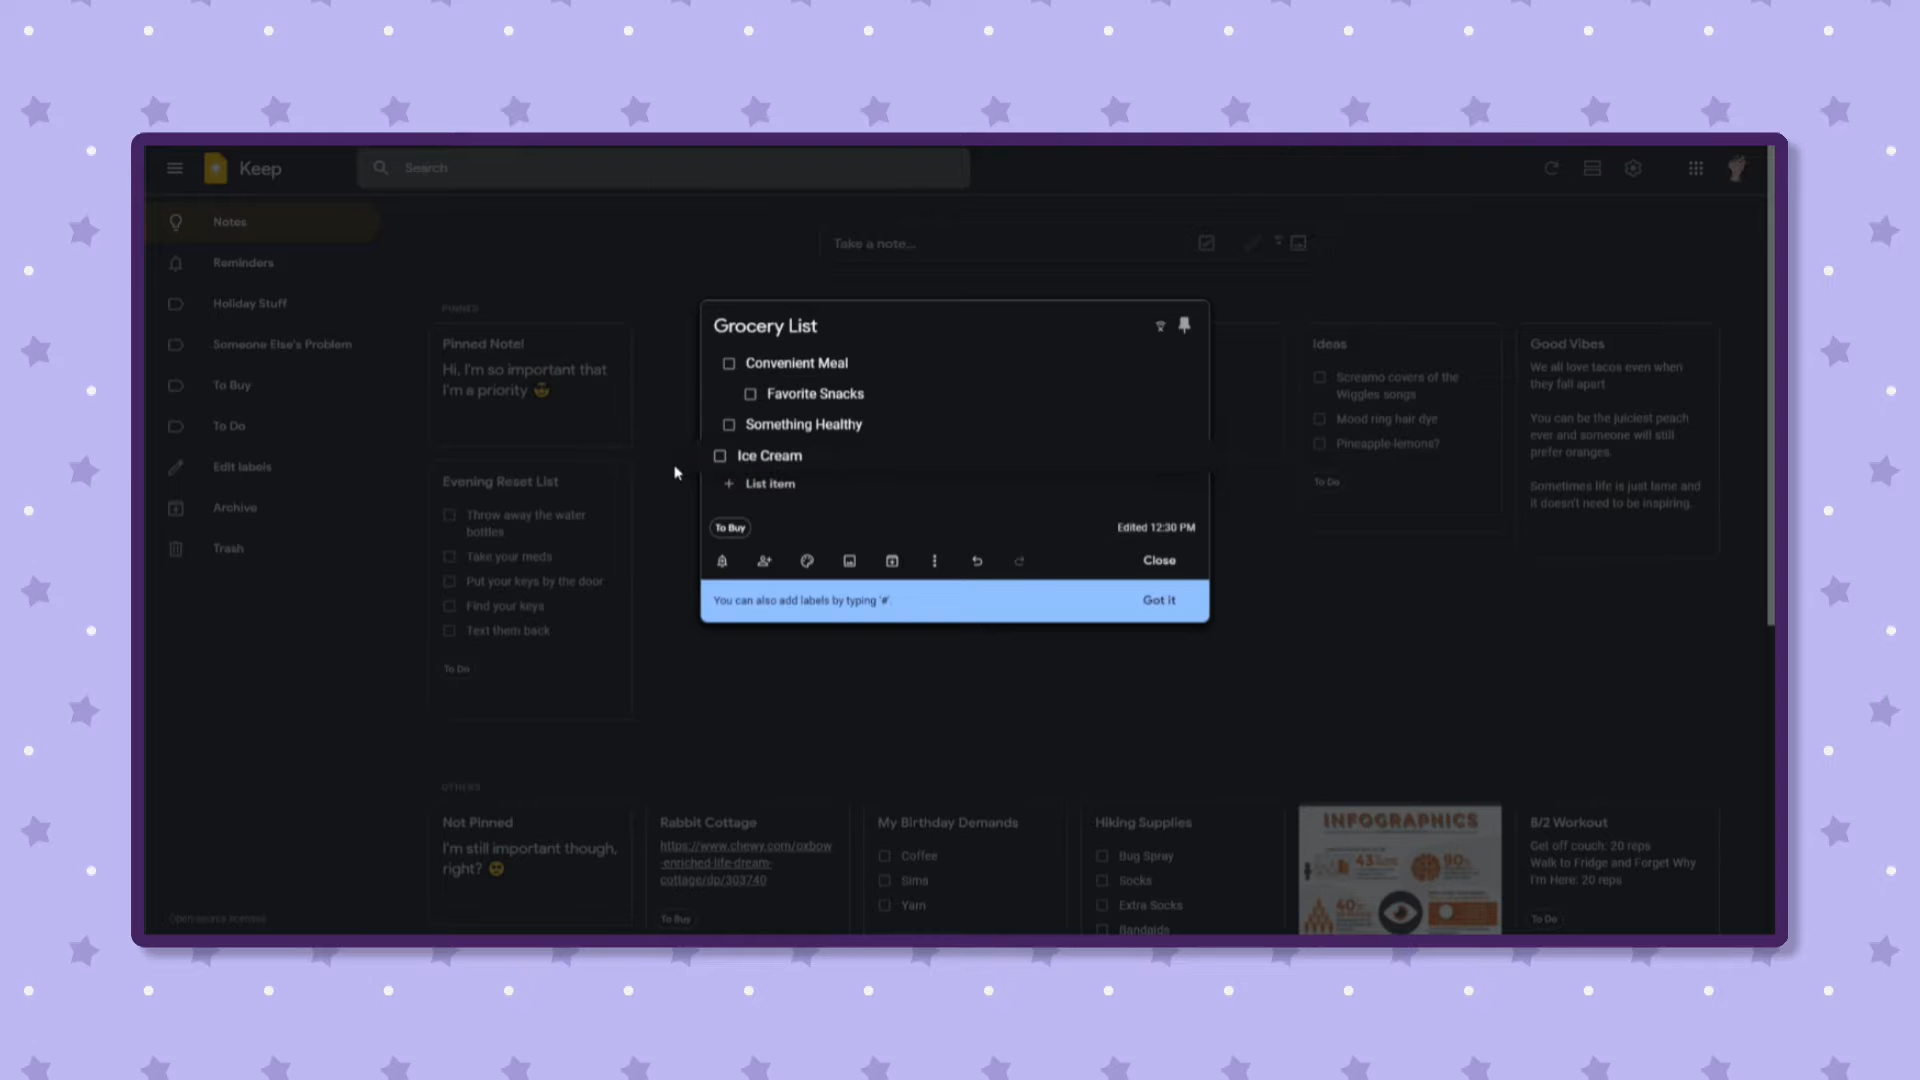 Keep
Search
Notes
Reminders
Holiday Stuff
Someone Else's Problem
To Buy
To Do
Edit labels
Archive
Trash
Open-source licenses
Take a note...
PINNED
Pinned Note!
Hi, I'm so important that
I'm a priority 😎
Evening Reset List
Throw away the water
bottles
Take your meds
Put your keys by the door
Find your keys
Text them back
To Do
Grocery List
Convenient Meal
Favorite Snacks
Something Healthy
Ice Cream
+ List item
To Buy
Edited 12:30 PM
Close
You can also add labels by typing '#'.
Got it
Ideas
Screamo covers of the
Wiggles songs
Mood ring hair dye
Pineapple lemons?
To Do
Good Vibes
We all love tacos even when
they fall apart
You can be the juiciest peach
ever and someone will still
prefer oranges.
Sometimes life is just lame and
it doesn't need to be inspiring.
OTHERS
Not Pinned
I'm still important though,
right?
Rabbit Cottage
https://www.chewy.com/oxbow
-enriched-life-dream-
cottage/dp/303740
To Buy
My Birthday Demands
Coffee
Sims
Yarn
Hiking Supplies
Bug Spray
Socks
Extra Socks
Bandaids
INFOGRAPHICS
43
90%
40%
8/2 Workout
Get off couch: 20 reps
Walk to Fridge and Forget Why
I'm Here: 20 reps
To Do